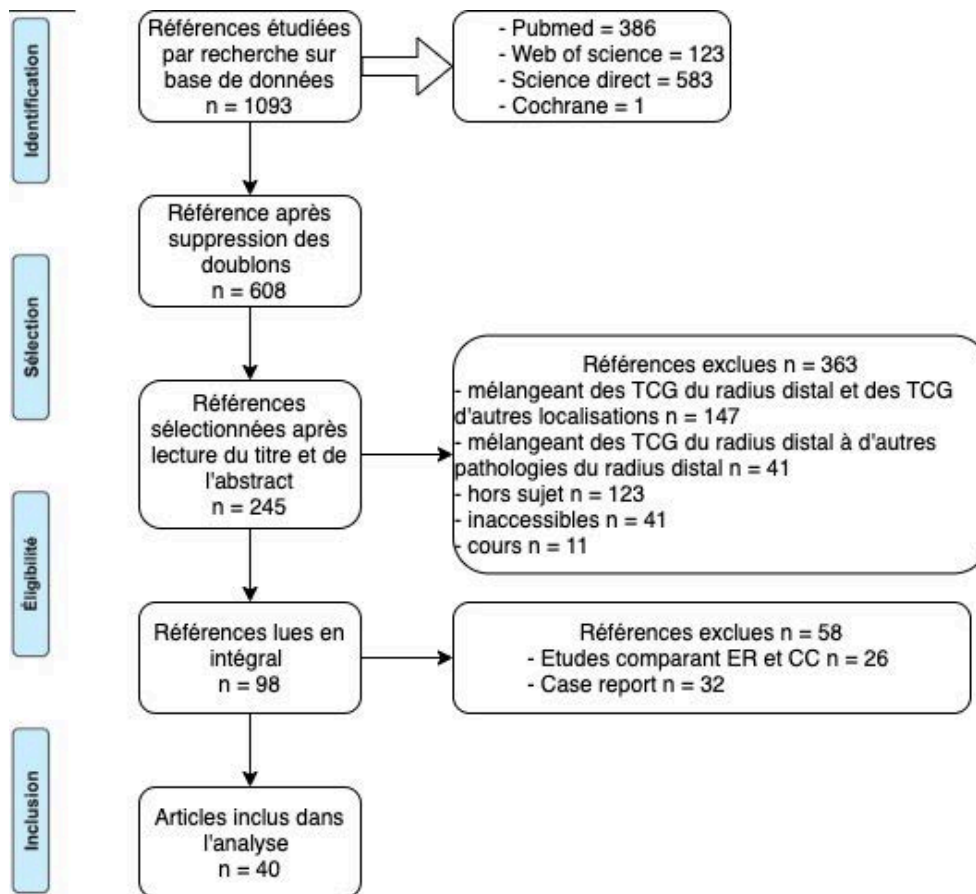 Identification
Références étudiées
par recherche sur
base de données
n = 1093
- Pubmed = 386
- Web of science = 123
- Science direct = 583
- Cochrane = 1
Référence après
suppression des
doublons
n = 608
Sélection
Références
sélectionnées après
lecture du titre et de
l'abstract
n = 245
Références exclues n = 363
- mélangeant des TCG du radius distal et des TCG
d'autres localisations n = 147
- mélangeant des TCG du radius distal à d'autres
pathologies du radius distal n = 41
- hors sujet n = 123
- inaccessibles n = 41
- cours n = 11
Éligibilité
Références lues en
intégral
n = 98
Références exclues n = 58
- Etudes comparant ER et CC n = 26
- Case report n = 32
Inclusion
Articles inclus dans
l'analyse
n = 40